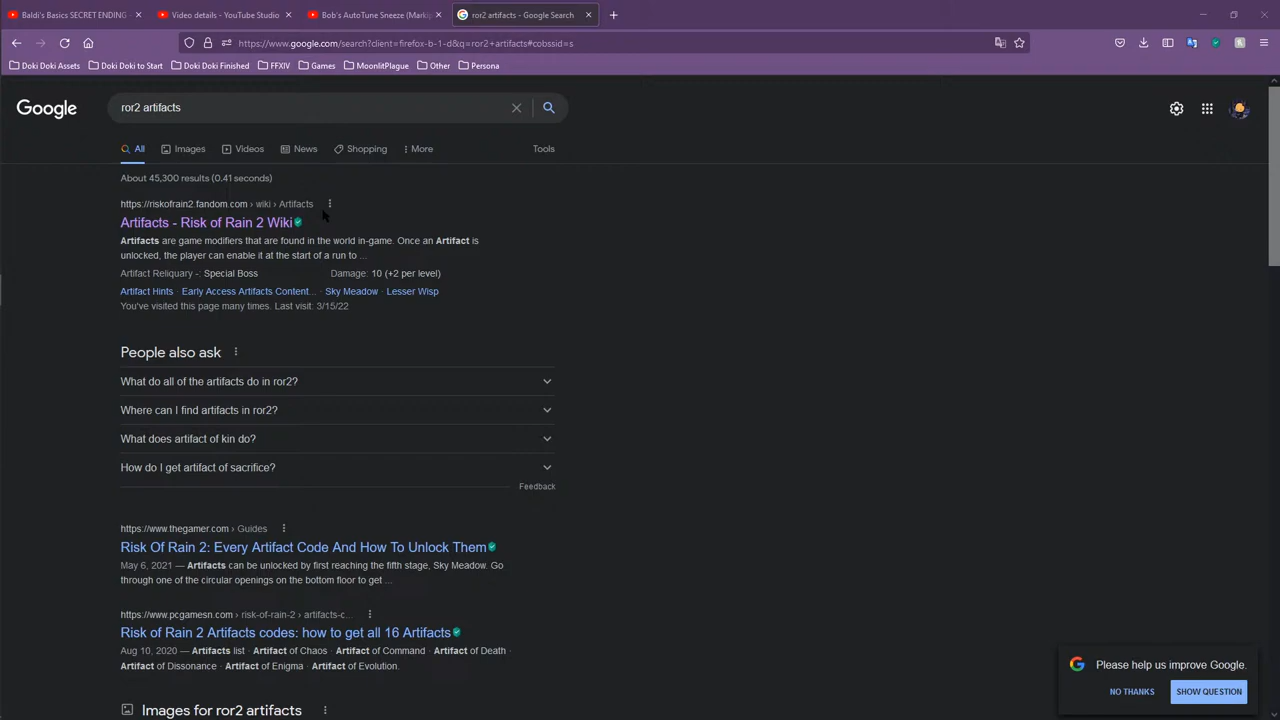 Baldi's Basics SECRET ENDING -
Video details - YouTube Studio
Bob's AutoTune Sneeze (Markip
ror2 artifacts - Google Search
https://www.google.com/search?client=firefox-b-1-d&q=ror2+artifacts#cobssid=s
Doki Doki Assets
Doki Doki to Start
Doki Doki Finished
FFXIV
Games
MoonlitPlague
Other
Persona
Google
ror2 artifacts
All
Images
Videos
News
Shopping
More
Tools
About 45,300 results (0.41 seconds)
https://riskofrain2.fandom.com › wiki › Artifacts
Artifacts - Risk of Rain 2 Wiki
Artifacts are game modifiers that are found in the world in-game. Once an Artifact is
unlocked, the player can enable it at the start of a run to ...
Artifact Reliquary -: Special Boss
Damage: 10 (+2 per level)
Artifact Hints · Early Access Artifacts Content... · Sky Meadow · Lesser Wisp
You've visited this page many times. Last visit: 3/15/22
People also ask
What do all of the artifacts do in ror2?
Where can I find artifacts in ror2?
What does artifact of kin do?
How do I get artifact of sacrifice?
Feedback
https://www.thegamer.com › Guides
Risk Of Rain 2: Every Artifact Code And How To Unlock Them
May 6, 2021 — Artifacts can be unlocked by first reaching the fifth stage, Sky Meadow. Go
through one of the circular openings on the bottom floor to get ...
https://www.pcgamesn.com › risk-of-rain-2 › artifacts-c...
Risk of Rain 2 Artifacts codes: how to get all 16 Artifacts
Aug 10, 2020 — Artifacts list · Artifact of Chaos · Artifact of Command · Artifact of Death ·
Artifact of Dissonance · Artifact of Enigma · Artifact of Evolution.
Images for ror2 artifacts
Please help us improve Google.
NO THANKS
SHOW QUESTION